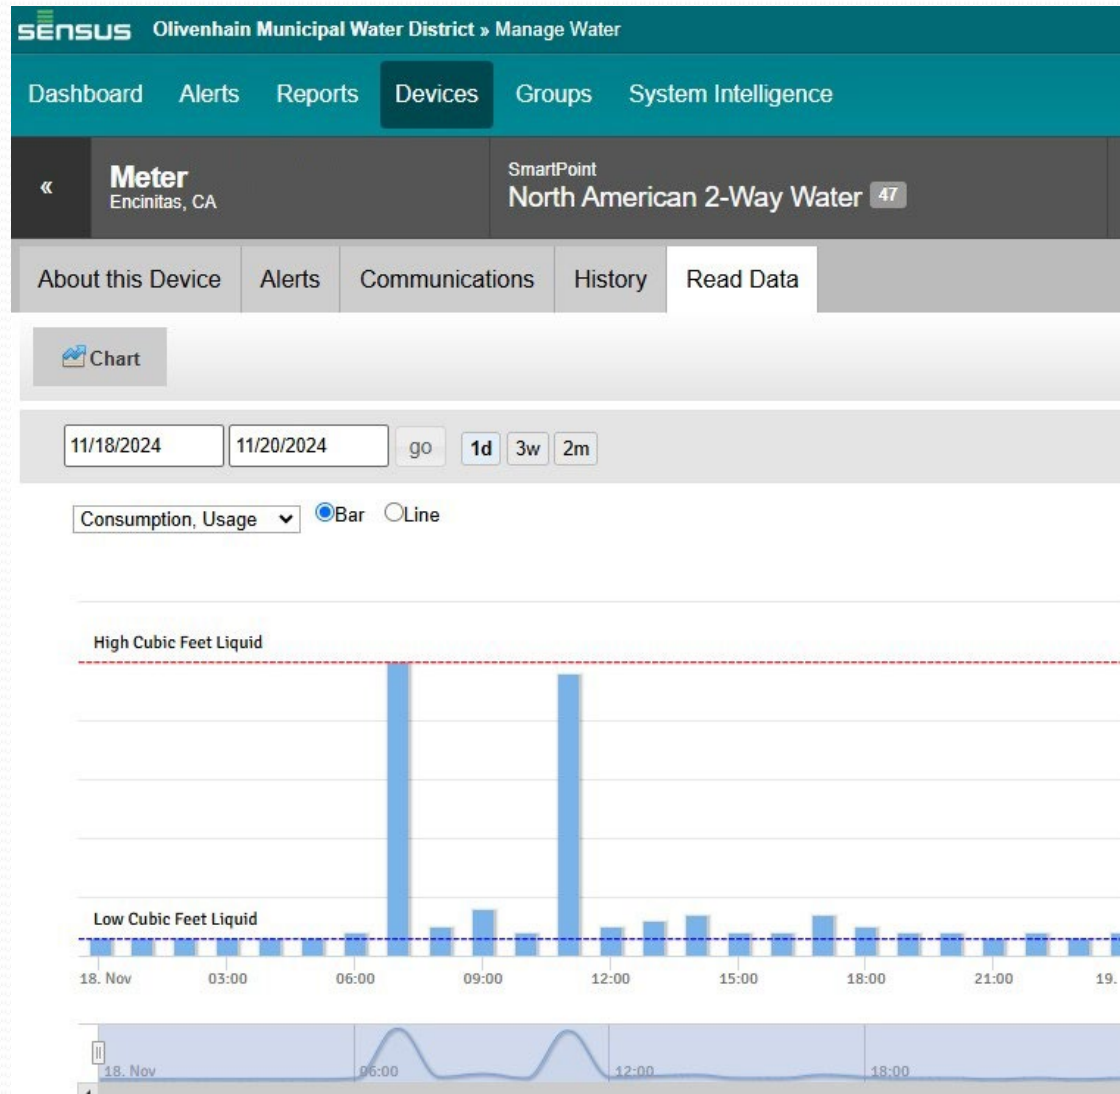 sensus Olivenhain Municipal Water District » Manage Water
Dashboard Alerts Reports Devices Groups System Intelligence
«
Meter
Encinitas, CA
SmartPoint
North American 2-Way Water 47
About this Device Alerts Communications History Read Data
Chart
11/18/2024 11/20/2024 go 1d 3w 2m
Consumption, Usage Bar Line
High Cubic Feet Liquid
Low Cubic Feet Liquid
18. Nov 03:00 06:00 09:00 12:00 15:00 18:00 21:00 19.
18. Nov 06:00 12:00 18:00